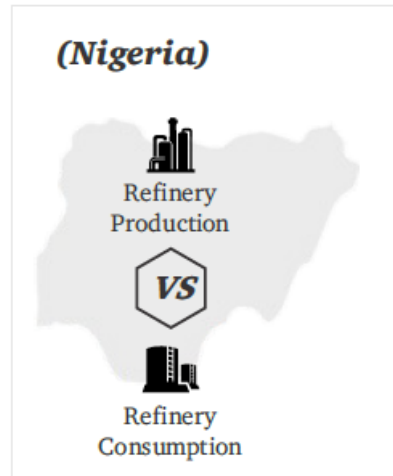 (Nigeria)
Refinery
Production
VS
Refinery
Consumption